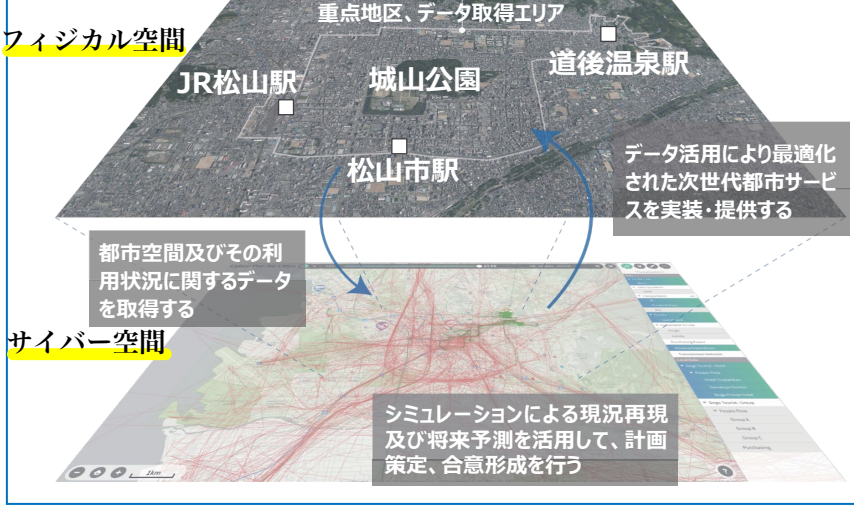 重点地区、データ取得エリア
フィジカル空間
道後温泉駅
JR松山駅
城山公園
松山市駅
データ活用により最適化
された次世代都市サービ
スを実装・提供する
都市空間及びその利
用状況に関するデータ
を取得する
サイバー空間
シミュレーションによる現況再現
及び将来予測を活用して、計画
策定、合意形成を行う
Group A
Group B
Group C
Purchasing
1km